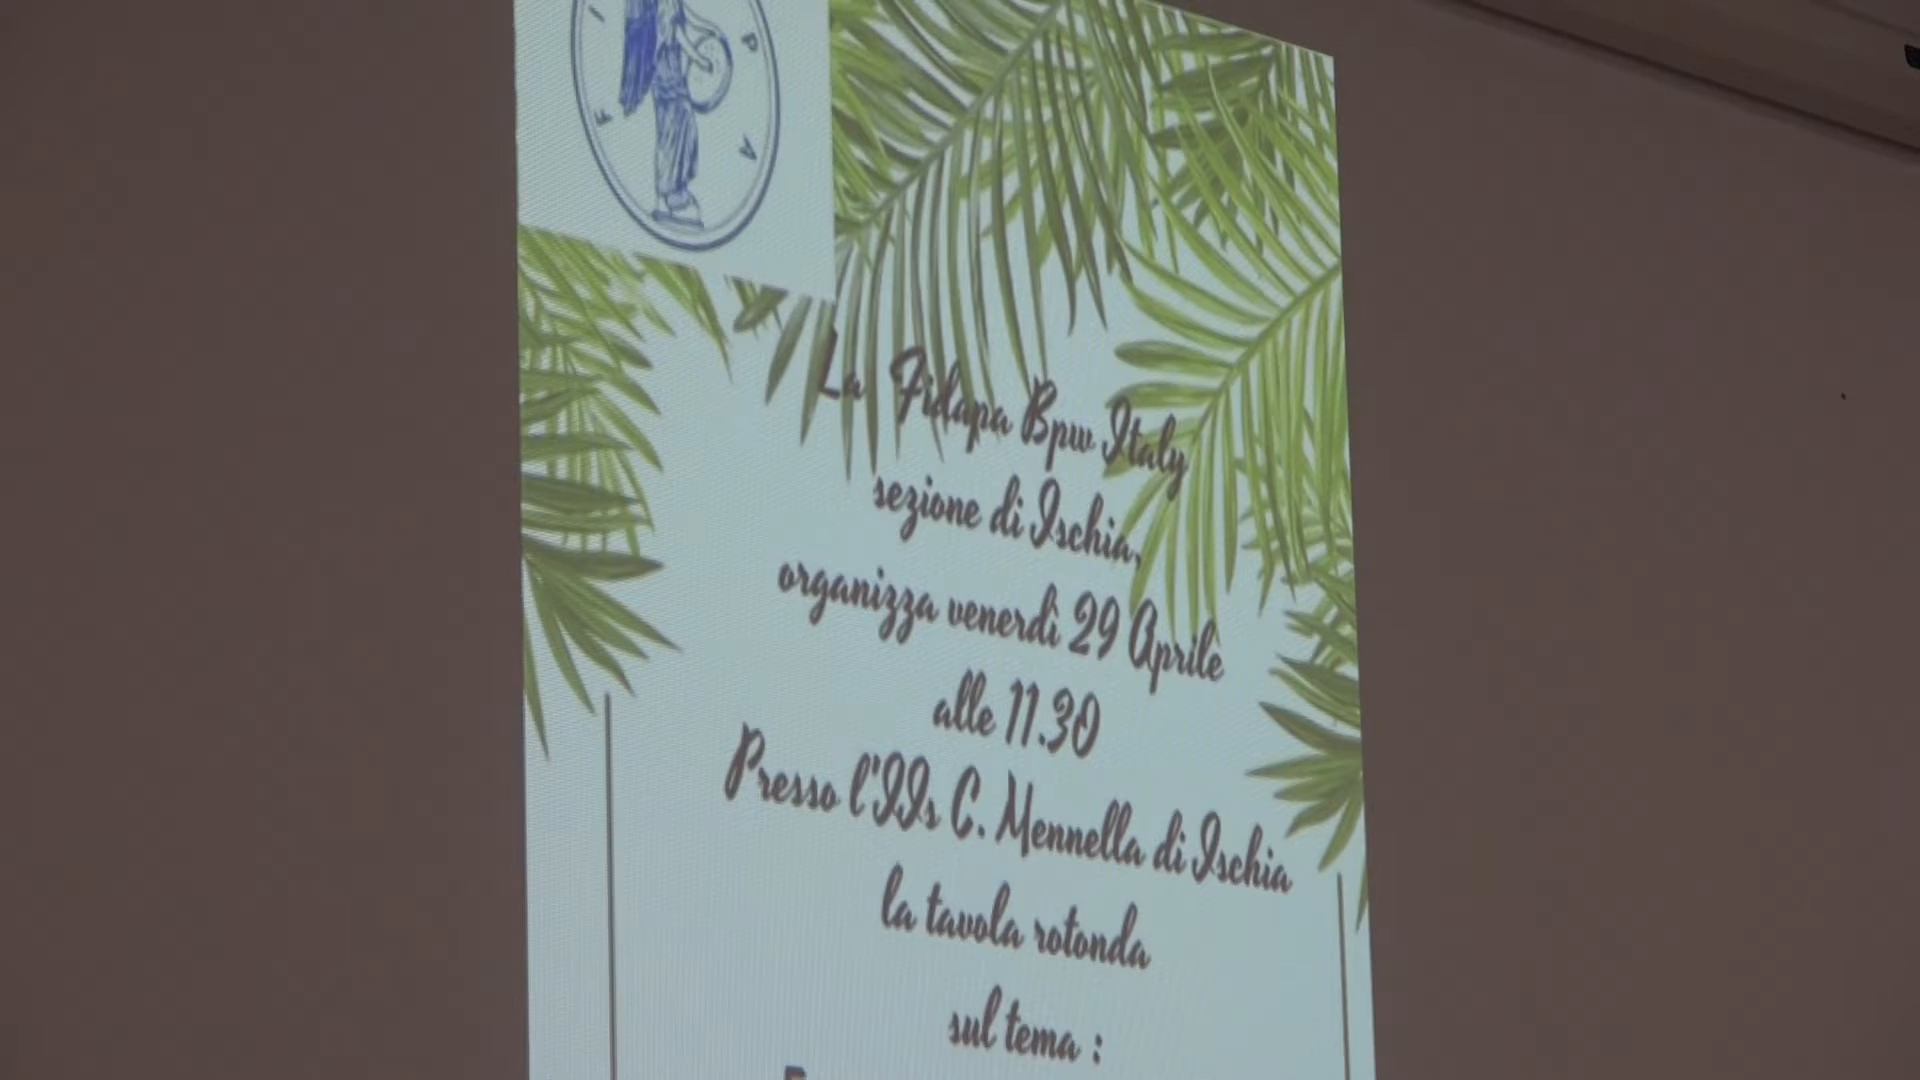 F I D A
La Fidapa Bpw Italy
sezione di Ischia,
organizza venerdì 29 Aprile
alle 11.30
Presso l'IIs C. Mennella di Ischia
la tavola rotonda
sul tema :